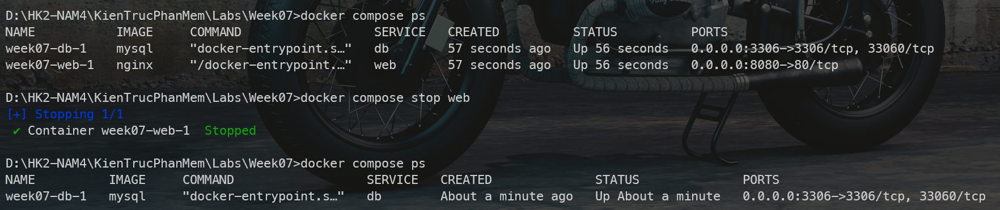 D:\HK2-NAM4\KienTrucPhanMem\Labs\Week07>docker compose ps
NAME IMAGE COMMAND SERVICE CREATED STATUS PORTS
week07-db-1 mysql "docker-entrypoint.s…" db 57 seconds ago Up 56 seconds 0.0.0.0:3306->3306/tcp, 33060/tcp
week07-web-1 nginx "/docker-entrypoint.…" web 57 seconds ago Up 56 seconds 0.0.0.0:8080->80/tcp
D:\HK2-NAM4\KienTrucPhanMem\Labs\Week07>docker compose stop web
[+] Stopping 1/1
✔ Container week07-web-1 Stopped
D:\HK2-NAM4\KienTrucPhanMem\Labs\Week07>docker compose ps
NAME IMAGE COMMAND SERVICE CREATED STATUS PORTS
week07-db-1 mysql "docker-entrypoint.s…" db About a minute ago Up About a minute 0.0.0.0:3306->3306/tcp, 33060/tcp